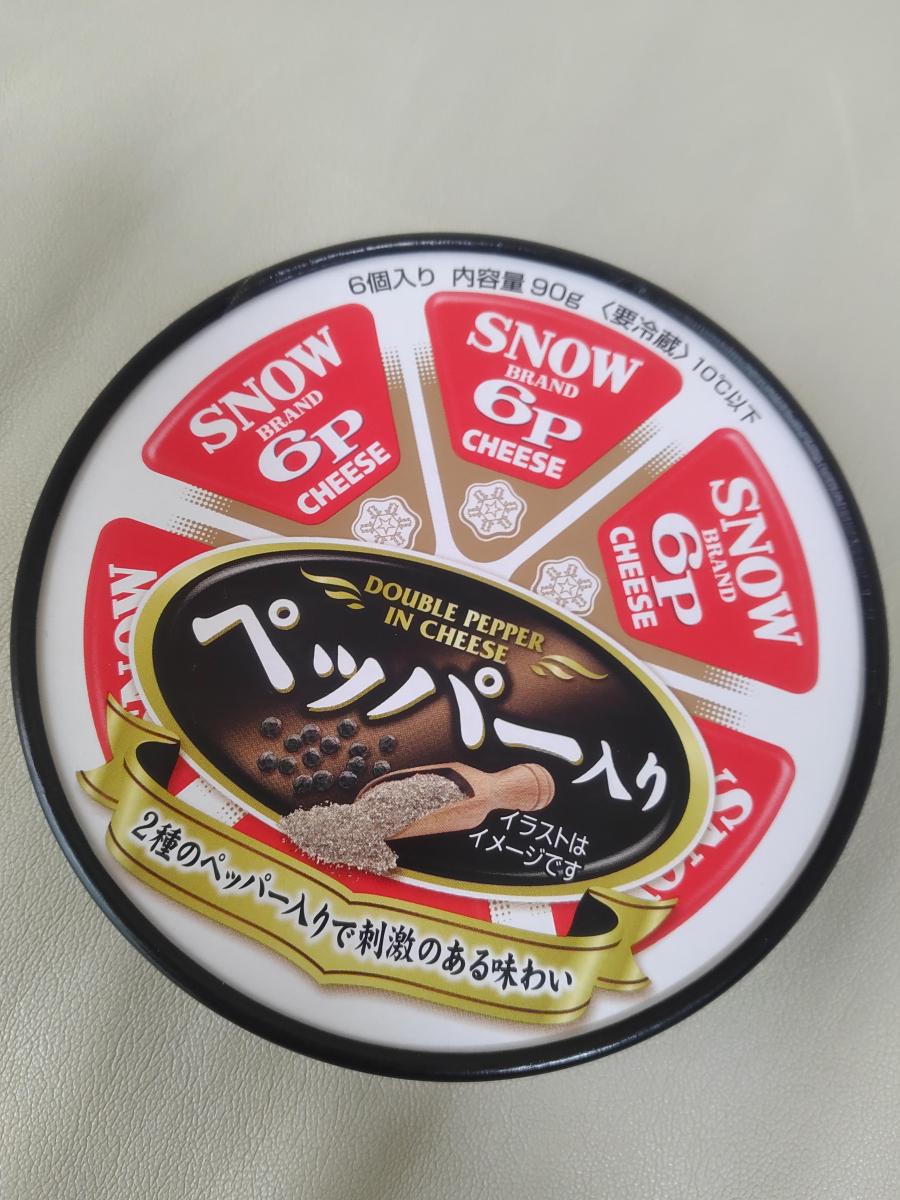 6個入り 内容量90g 〈要冷蔵〉10℃以下
SNOW
BRAND
6P
CHEESE
SNOW
BRAND
6P
CHEESE
SNOW
BRAND
6P
CHEESE
DOUBLE PEPPER
IN CHEESE
ペッパー入り
イラストは
イメージです
2種のペッパー入りで刺激のある味わい